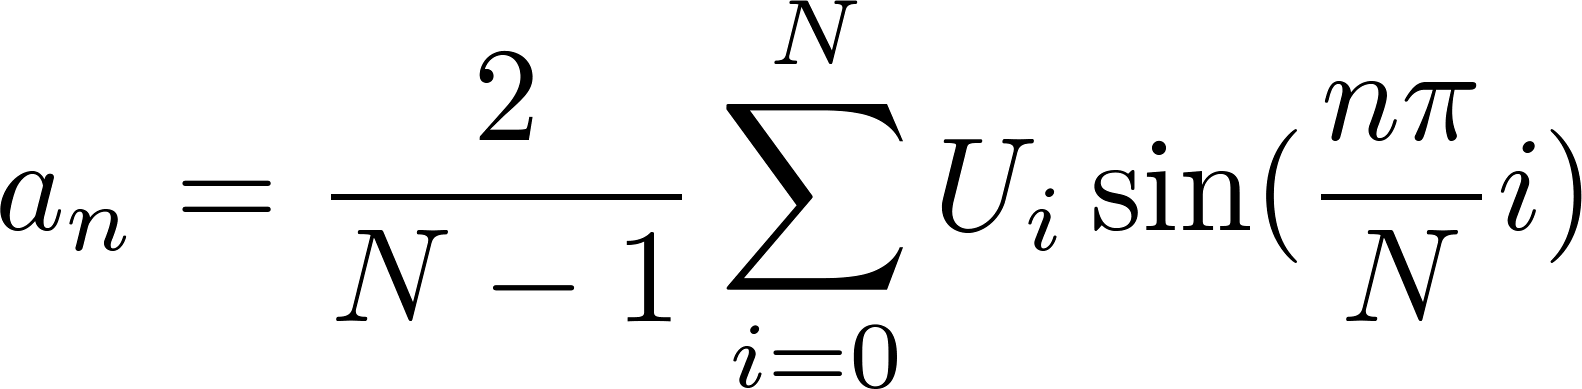 a_n = \frac{2}{N-1} \sum_{i=0}^{N} U_i \sin(\frac{n\pi}{N} i)